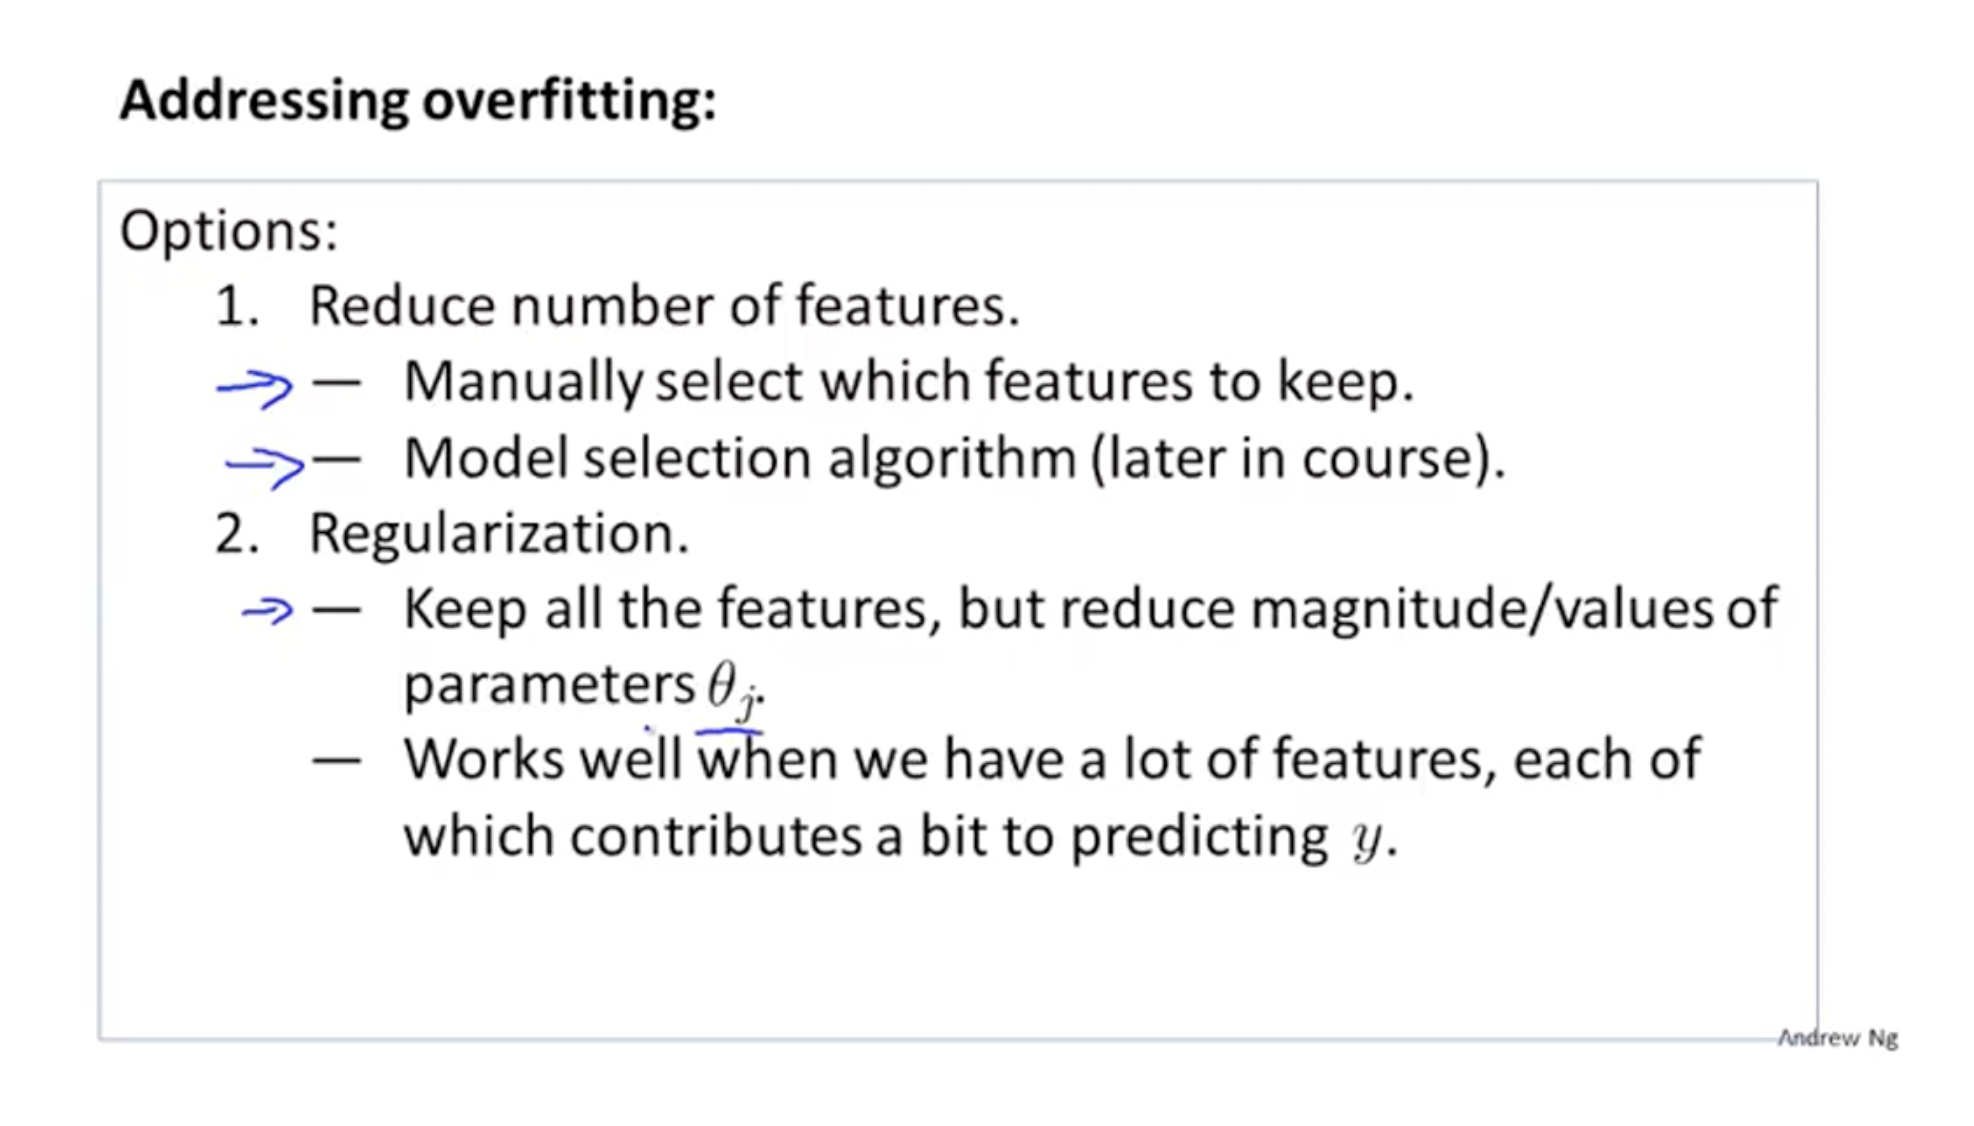 Addressing overfitting:
Options:
1. Reduce number of features.
— Manually select which features to keep.
— Model selection algorithm (later in course).
2. Regularization.
— Keep all the features, but reduce magnitude/values of
parameters θⱼ.
— Works well when we have a lot of features, each of
which contributes a bit to predicting y.
Andrew Ng